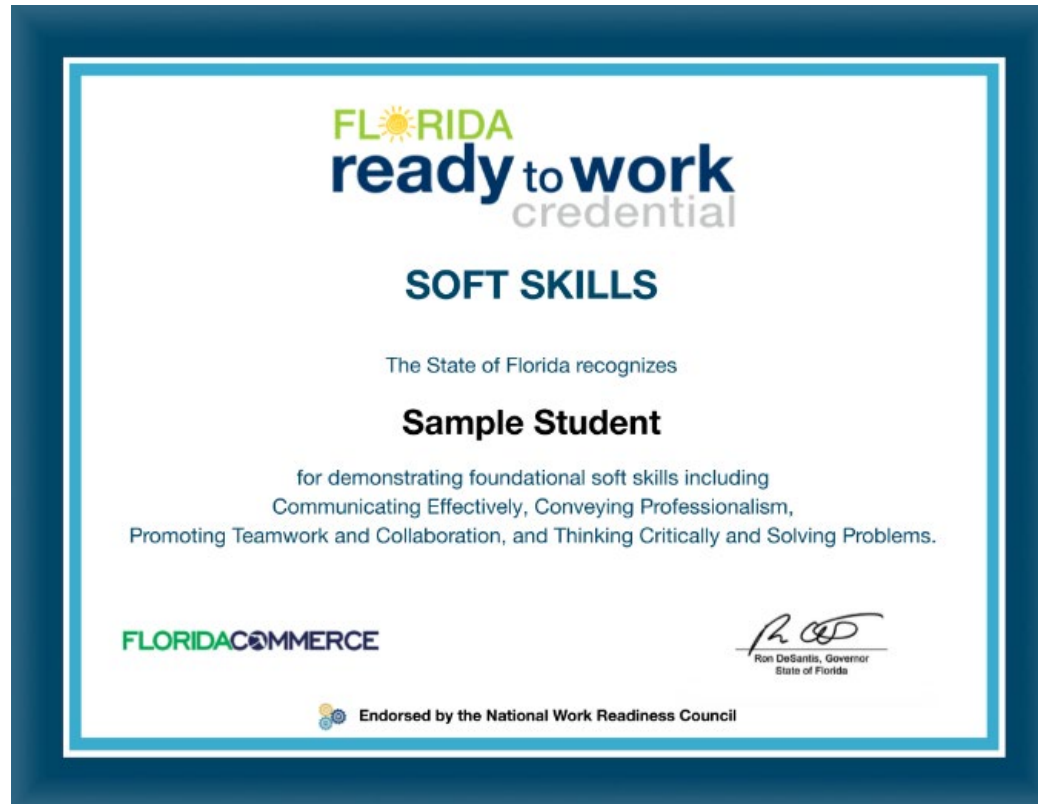 FLORIDA
ready to work
credential
SOFT SKILLS
The State of Florida recognizes
Sample Student
for demonstrating foundational soft skills including
Communicating Effectively, Conveying Professionalism,
Promoting Teamwork and Collaboration, and Thinking Critically and Solving Problems.
FLORIDACOMMERCE
Ron DeSantis, Governor
State of Florida
Endorsed by the National Work Readiness Council